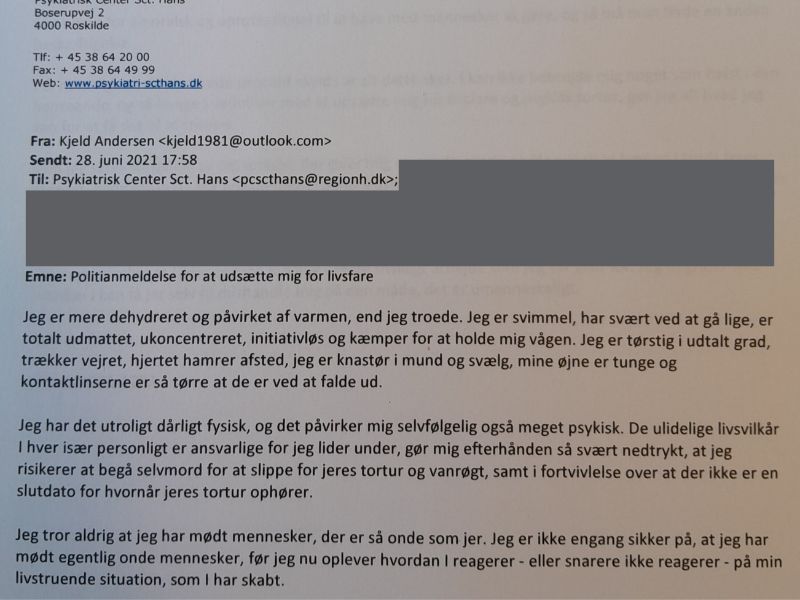 Psykiatrisk Center Sct. Hans
Boserupvej 2
4000 Roskilde
Tlf: + 45 38 64 20 00
Fax: + 45 38 64 49 99
Web: www.psykiatri-scthans.dk
Fra: Kjeld Andersen <kjeld1981@outlook.com>
Sendt: 28. juni 2021 17:58
Til: Psykiatrisk Center Sct. Hans <pcscthans@regionh.dk>;
Emne: Politianmeldelse for at udsætte mig for livsfare
Jeg er mere dehydreret og påvirket af varmen, end jeg troede. Jeg er svimmel, har svært ved at gå lige, er
totalt udmattet, ukoncentreret, initiativløs og kæmper for at holde mig vågen. Jeg er tørstig i udtalt grad,
trækker vejret, hjertet hamrer afsted, jeg er knastør i mund og svælg, mine øjne er tunge og
kontaktlinserne er så tørre at de er ved at falde ud.
Jeg har det utroligt dårligt fysisk, og det påvirker mig selvfølgelig også meget psykisk. De ulidelige livsvilkår
I hver især personligt er ansvarlige for jeg lider under, gør mig efterhånden så svært nedtrykt, at jeg
risikerer at begå selvmord for at slippe for jeres tortur og vanrøgt, samt i fortvivlelse over at der ikke er en
slutdato for hvornår jeres tortur ophører.
Jeg tror aldrig at jeg har mødt mennesker, der er så onde som jer. Jeg er ikke engang sikker på, at jeg har
mødt egentlig onde mennesker, før jeg nu oplever hvordan I reagerer - eller snarere ikke reagerer - på min
livstruende situation, som I har skabt.